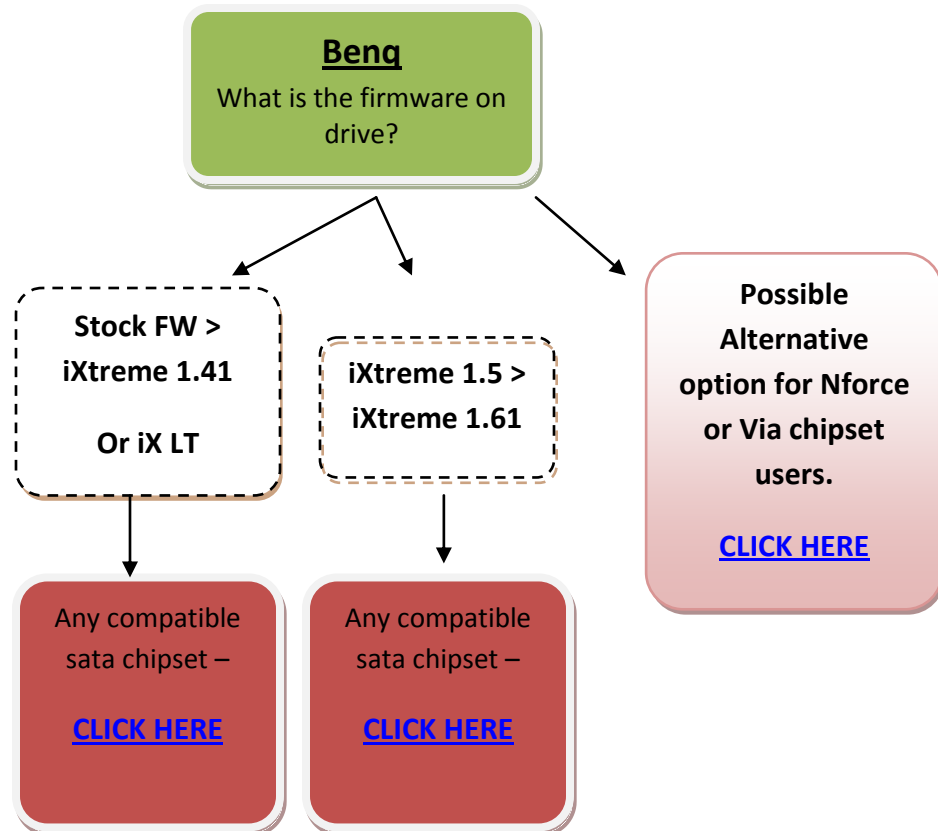 Benq
What is the firmware on
drive?
Stock FW >
iXtreme 1.41
Or iX LT
iXtreme 1.5 >
iXtreme 1.61
Possible
Alternative
option for Nforce
or Via chipset
users.
CLICK HERE
Any compatible
sata chipset –
CLICK HERE
Any compatible
sata chipset –
CLICK HERE